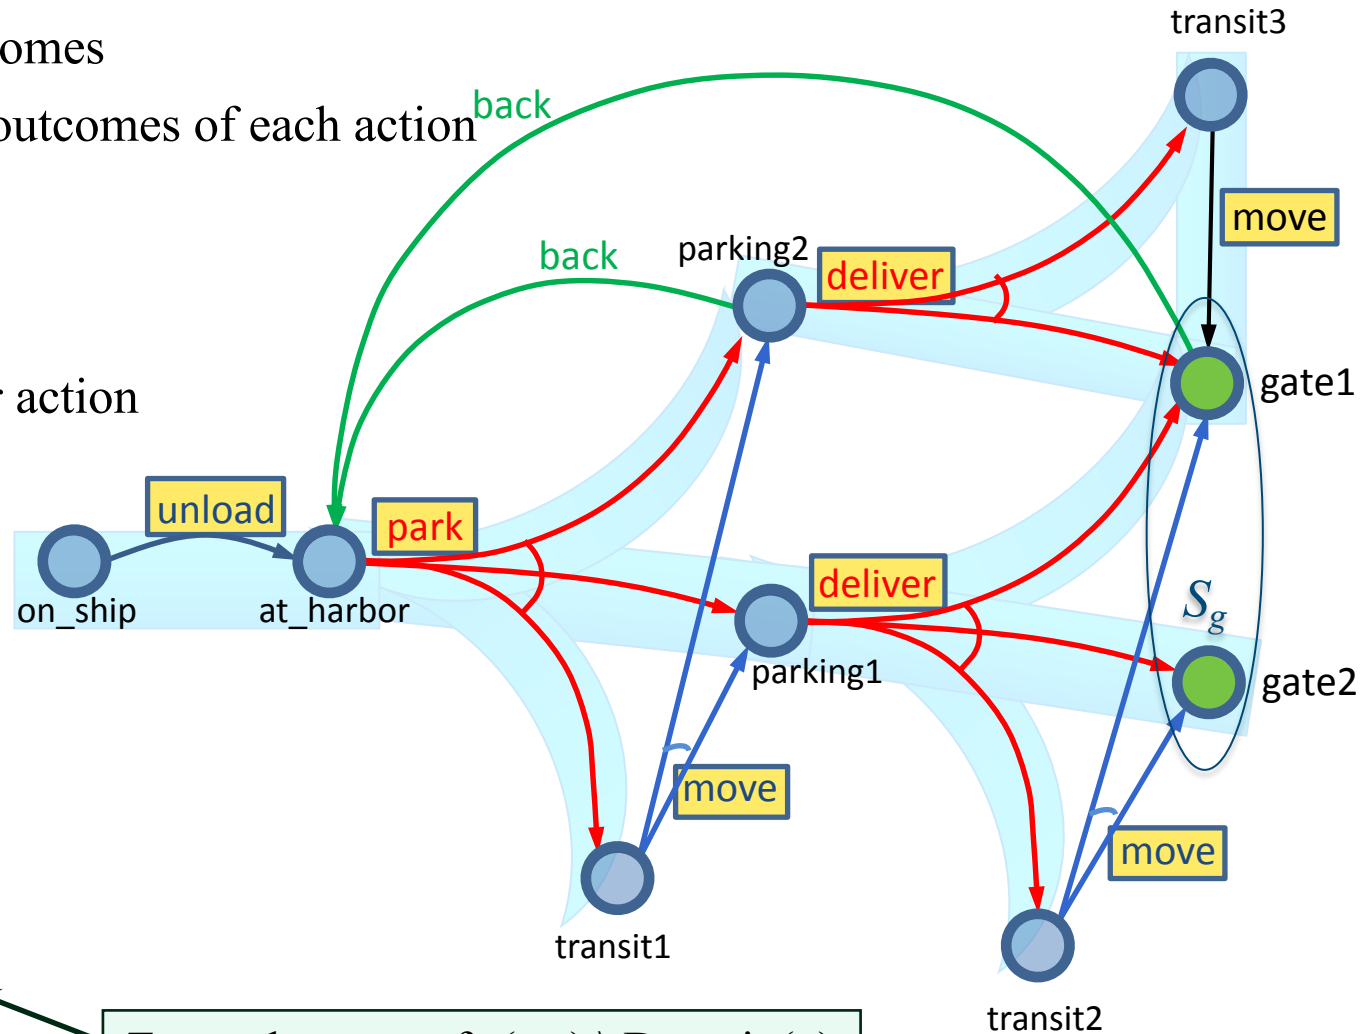 transit3
omes
back
outcomes of each action
move
parking2
back
deliver
gate1
r action
unload
park
deliver
on_ship
at_harbor
Sg
parking1
gate2
move
move
transit1
transit2